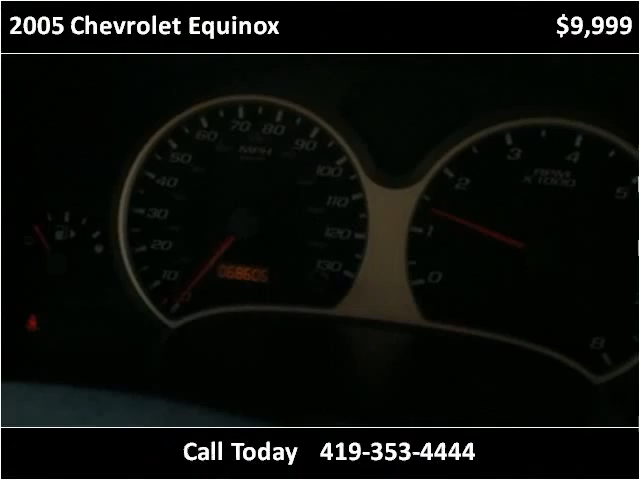 2005 Chevrolet Equinox $9,999
60 70 80
50 MPH 90
40 100
30 110
20 120
10 130
0
068605
3 4
2 RPM 5
X1000
1
0 8
Call Today 419-353-4444